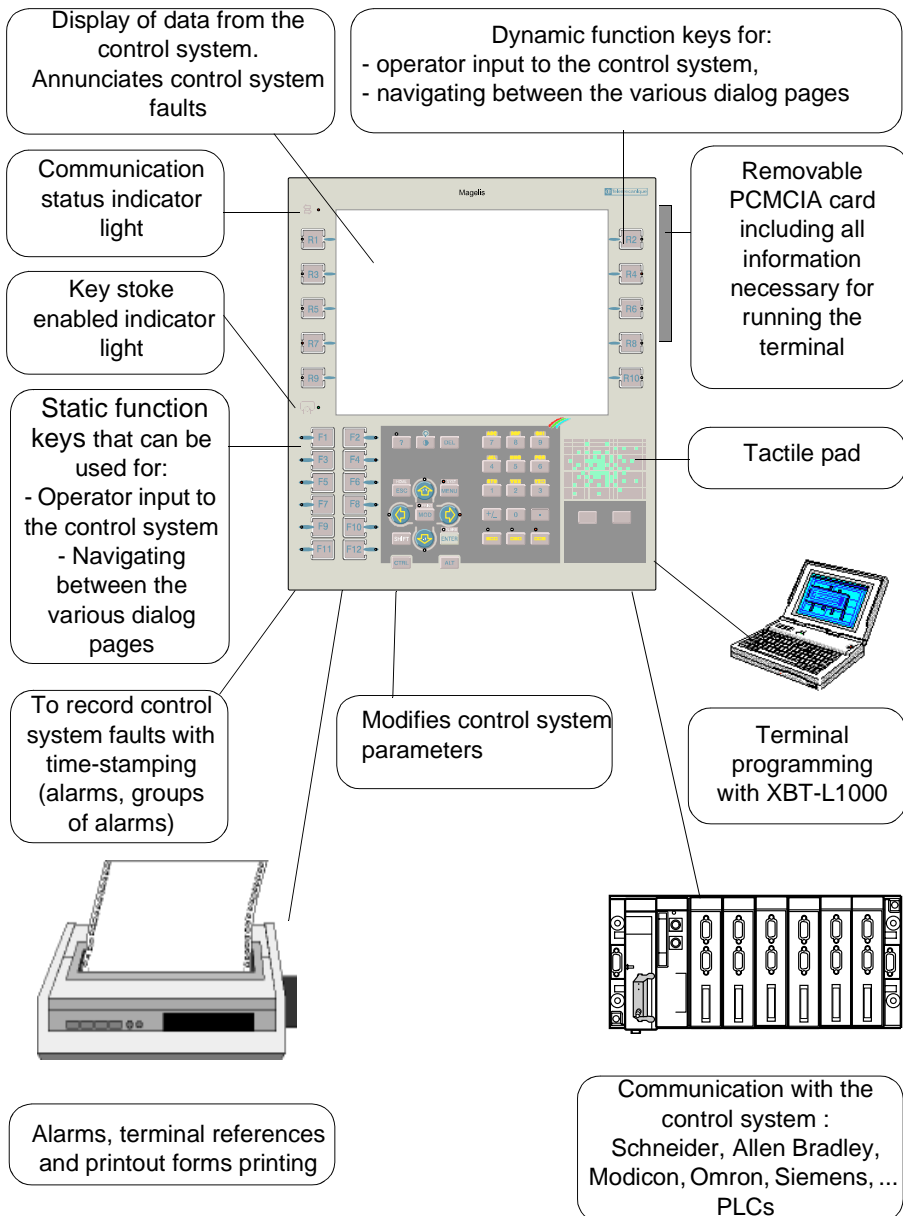 Display of data from the
control system.
Annunciates control system
faults
Dynamic function keys for:
- operator input to the control system,
- navigating between the various dialog pages
Communication
status indicator
light
Removable
PCMCIA card
including all
information
necessary for
running the
terminal
Key stoke
enabled indicator
light
Static function
keys that can be
used for:
- Operator input to
the control system
- Navigating
between the
various dialog
pages
Magelis
Telemecanique
R1
R2
R3
R4
R5
R6
R7
R8
R9
R10
F1 F2
F3 F4
F5 F6
F7 F8
F9 F10
F11 F12
? DEL
7 8 9
4 5 6
ESC MENU
1 2 3
MOD
+/_ 0 .
SHIFT ENTER
CTRL ALT
Tactile pad
To record control
system faults with
time-stamping
(alarms, groups
of alarms)
Modifies control system
parameters
Terminal
programming
with XBT-L1000
Alarms, terminal references
and printout forms printing
Communication with the
control system :
Schneider, Allen Bradley,
Modicon, Omron, Siemens, ...
PLCs